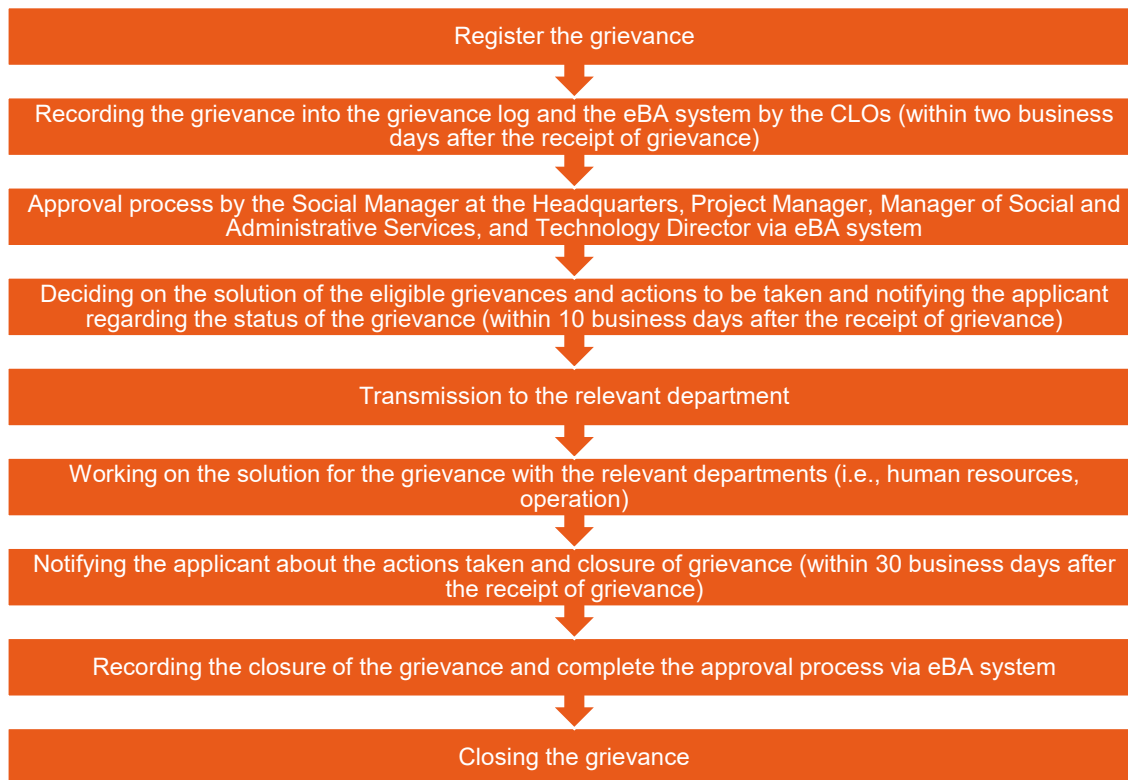 Register the grievance
Recording the grievance into the grievance log and the eBA system by the CLOs (within two business
days after the receipt of grievance)
Approval process by the Social Manager at the Headquarters, Project Manager, Manager of Social and
Administrative Services, and Technology Director via eBA system
Deciding on the solution of the eligible grievances and actions to be taken and notifying the applicant
regarding the status of the grievance (within 10 business days after the receipt of grievance)
Transmission to the relevant department
Working on the solution for the grievance with the relevant departments (i.e., human resources,
operation)
Notifying the applicant about the actions taken and closure of grievance (within 30 business days after
the receipt of grievance)
Recording the closure of the grievance and complete the approval process via eBA system
Closing the grievance